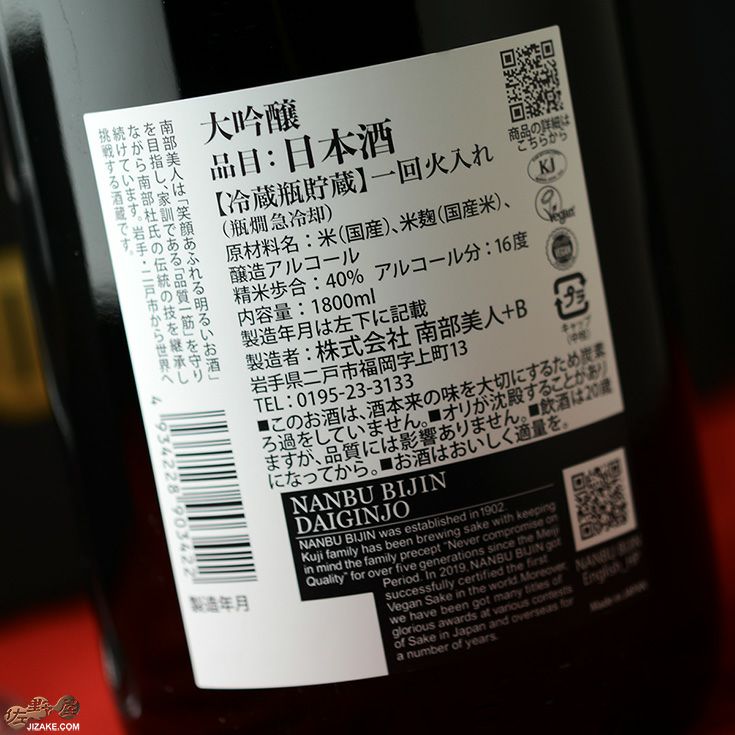 大吟醸
品目：日本酒
【冷蔵瓶貯蔵】一回火入れ
(瓶燗急冷却)
原材料名：米(国産)、米麹(国産米)、
醸造アルコール
精米歩合：40% アルコール分：16度
内容量：1800ml
製造年月は左下に記載
製造者：株式会社 南部美人+B
岩手県二戸市福岡字上町13
TEL：0195-23-3133
■このお酒は、酒本来の味を大切にするため炭素
ろ過をしていません。■オリが沈殿することがあり
ますが、品質には影響ありません。■飲酒は20歳
になってから。■お酒はおいしく適量を。
南部美人は「笑顔あふれる明るいお酒」
を目指し、家訓である「品質一筋」を守り
ながら南部杜氏の伝統の技を継承し
続けています。岩手・二戸市から世界へ
挑戦する酒蔵です。
商品の詳細は
こちらから
KJ
Vegan
キャップ
(中栓)
4 934228 903422
製造年月
NANBU BIJIN
DAIGINJO
NANBU BIJIN was established in 1902.
Kuji family has been brewing sake with keeping
in mind the family precept "Never compromise on
Quality" for over five generations since the Meiji
Period. In 2019, NANBU BIJIN got
successfully certified the first
Vegan Sake in the world. Moreover,
we have been got many titles of
glorious awards at various contests
of Sake in Japan and overseas for
a number of years.
NANBU BIJIN
English_HP
Made in JAPAN
佐野屋
JIZAKE.COM